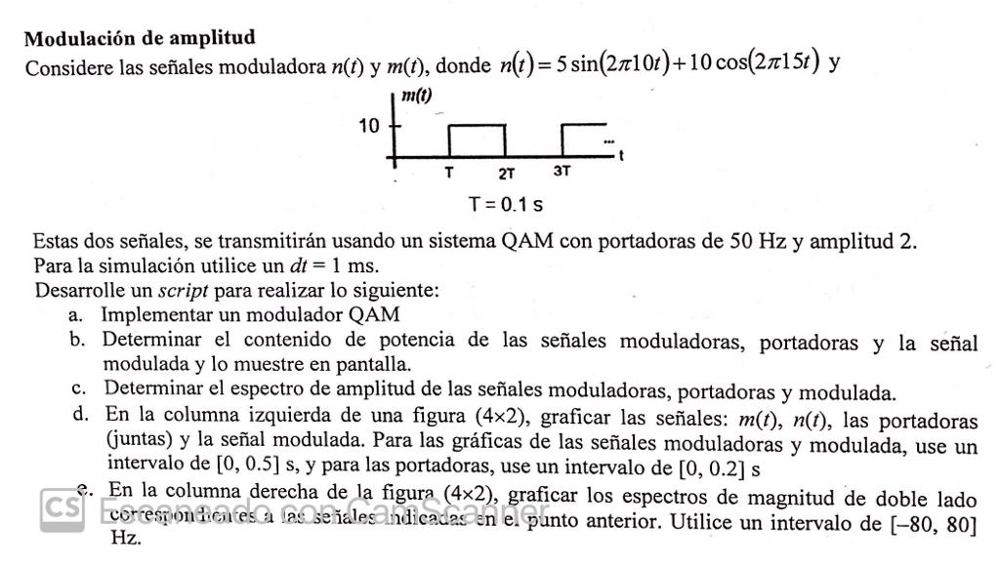 Modulación de amplitud
Considere las señales moduladora n(t) y m(t), donde n(t) = 5 sin(2π10t) + 10 cos(2π15t) y
m(t)
10
...
t
T 2T 3T
T = 0.1 s
Estas dos señales, se transmitirán usando un sistema QAM con portadoras de 50 Hz y amplitud 2.
Para la simulación utilice un dt = 1 ms.
Desarrolle un script para realizar lo siguiente:
a. Implementar un modulador QAM
b. Determinar el contenido de potencia de las señales moduladoras, portadoras y la señal
modulada y lo muestre en pantalla.
c. Determinar el espectro de amplitud de las señales moduladoras, portadoras y modulada.
d. En la columna izquierda de una figura (4×2), graficar las señales: m(t), n(t), las portadoras
(juntas) y la señal modulada. Para las gráficas de las señales moduladoras y modulada, use un
intervalo de [0, 0.5] s, y para las portadoras, use un intervalo de [0, 0.2] s
e. En la columna derecha de la figura (4×2), graficar los espectros de magnitud de doble lado
correspondientes a las señales indicadas en el punto anterior. Utilice un intervalo de [–80, 80]
Hz.
CS Escaneado con CamScanner